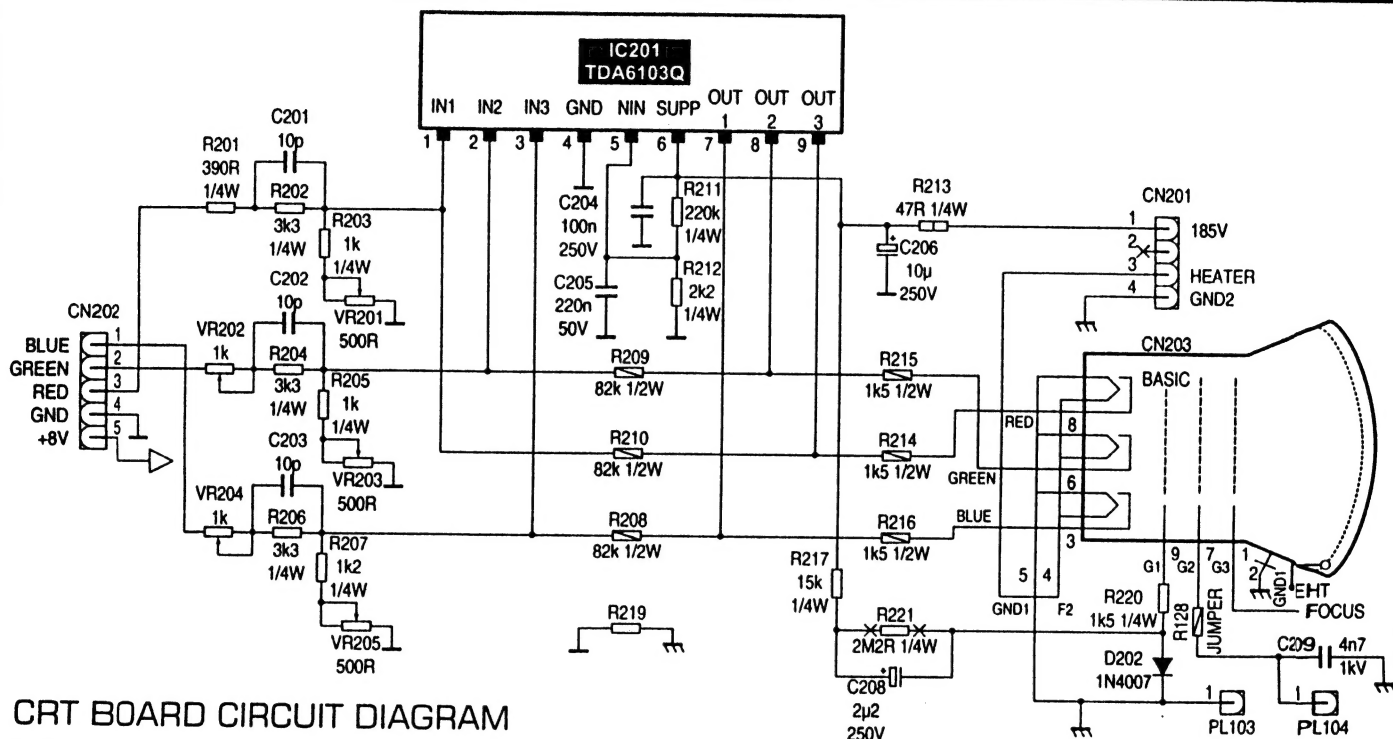 IC201
TDA6103Q
IN1 IN2 IN3 GND NIN SUPP OUT 1 OUT 2 OUT 3
1 2 3 4 5 6 7 8 9
C201
10p
R201
390R
1/4W
R202
3k3
1/4W
R203
1k
1/4W
VR201
500R
C202
10p
CN202
BLUE 1
GREEN 2
RED 3
GND 4
+8V 5
VR202
1k
R204
3k3
1/4W
R205
1k
1/4W
C203
10p
VR203
500R
VR204
1k
R206
3k3
1/4W
R207
1k2
1/4W
VR205
500R
C204
100n
250V
R211
220k
1/4W
C205
220n
50V
R212
2k2
1/4W
R213
47R 1/4W
C206
10µ
250V
+
CN201
1 185V
2
3 HEATER
4 GND2
R209
82k 1/2W
R210
82k 1/2W
R208
82k 1/2W
R219
R215
1k5 1/2W
R214
1k5 1/2W
R216
1k5 1/2W
CN203
BASIC
RED
8
GREEN
6
BLUE
3
5 4
GND1 F2
G1 9 G2 7 G3 1
2 GND1
EHT
FOCUS
R217
15k
1/4W
R221
2M2R 1/4W
+
C208
2µ2
250V
R220
1k5 1/4W
R128
JUMPER
D202
1N4007
C209 4n7
1kV
1
PL103
1
PL104
CRT BOARD CIRCUIT DIAGRAM